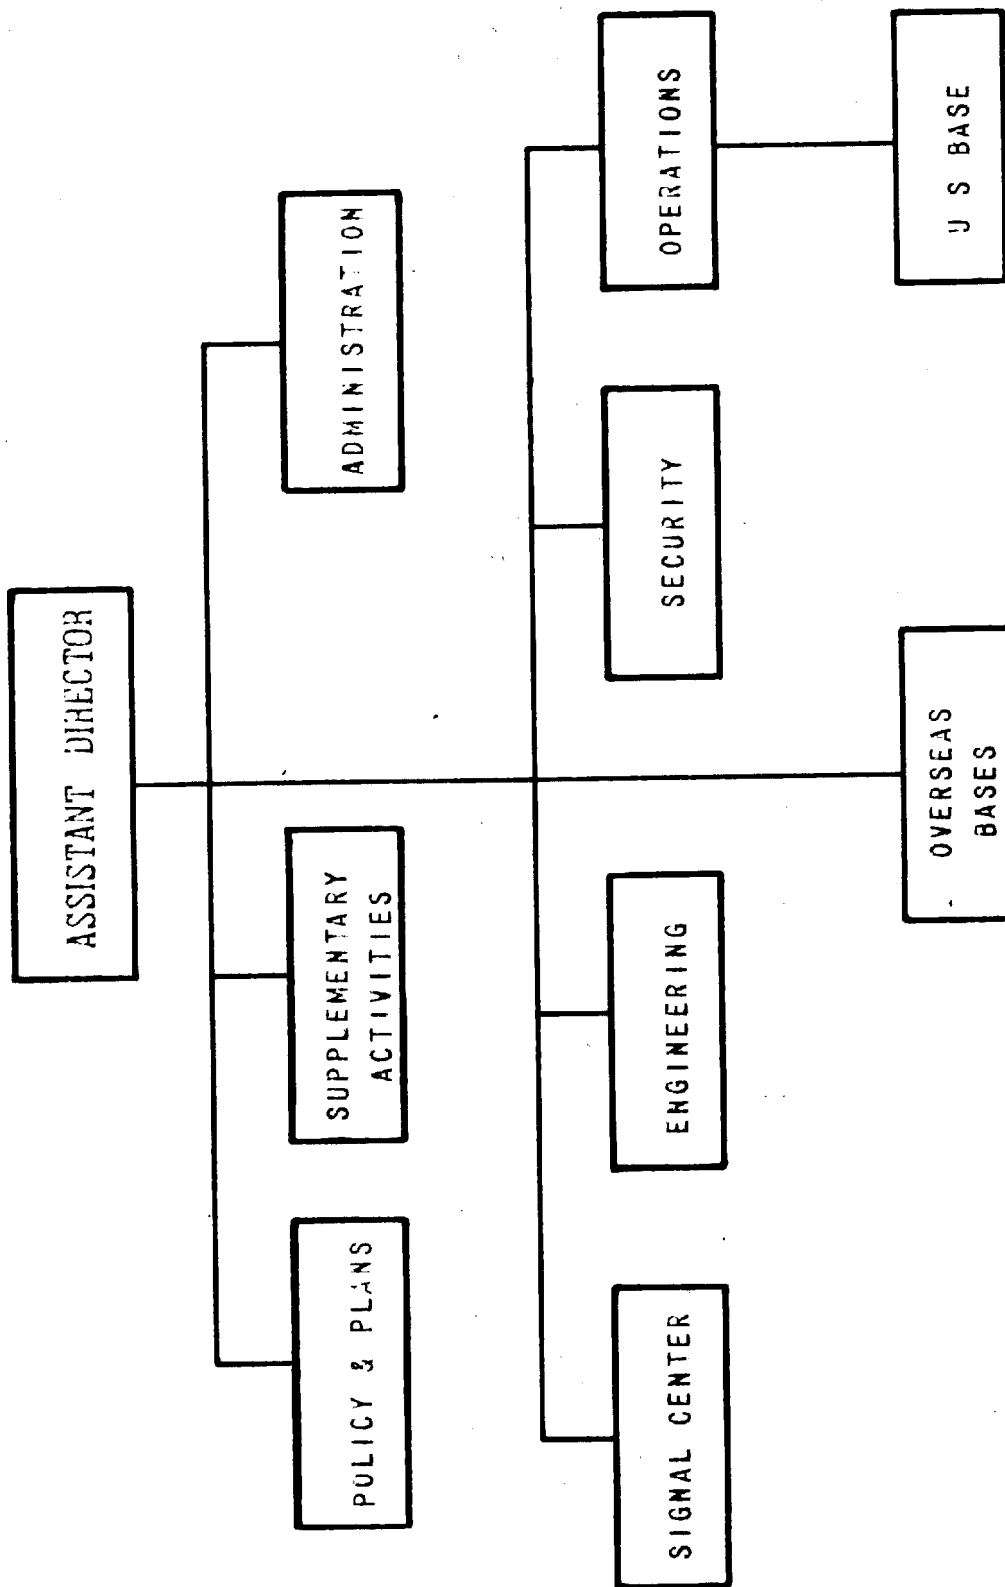 ASSISTANT DIRECTOR
POLICY & PLANS
SUPPLEMENTARY
ACTIVITIES
ADMINISTRATION
SIGNAL CENTER
ENGINEERING
SECURITY
OPERATIONS
OVERSEAS
BASES
U S BASE